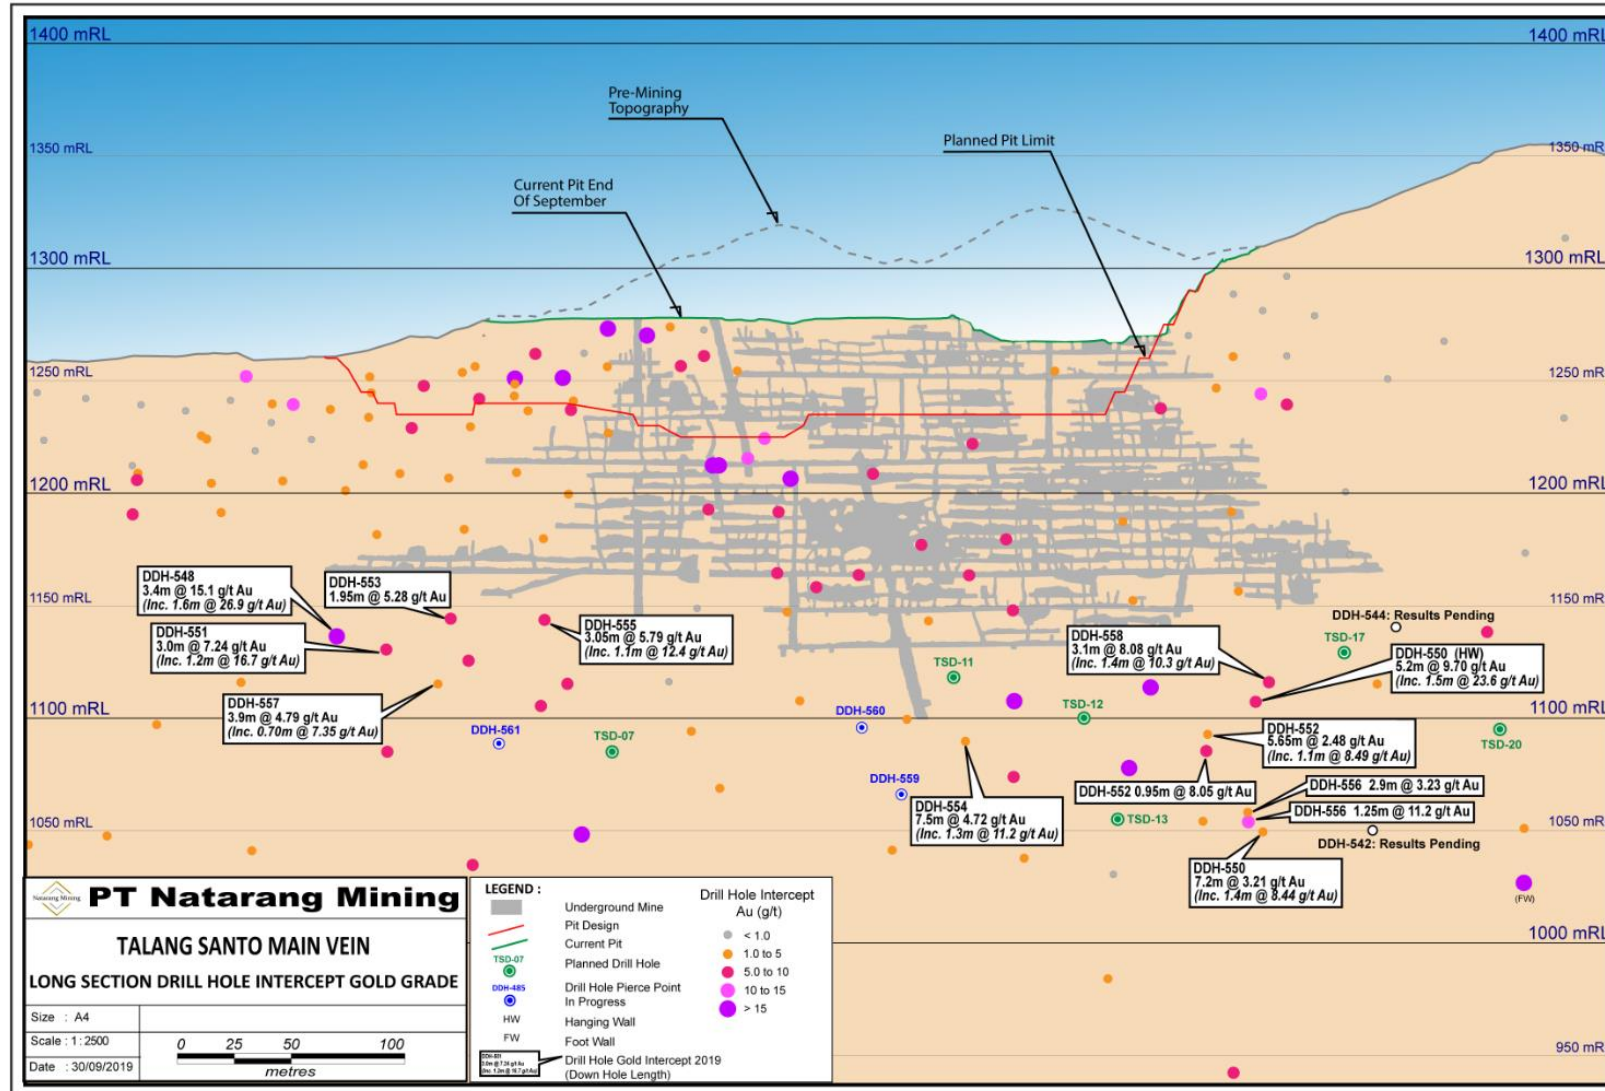 1400 mRL
1400 mRL
Pre-Mining
Topography
Planned Pit Limit
1350 mRL
1350 mRL
Current Pit End
Of September
1300 mRL
1300 mRL
1250 mRL
1250 mRL
1200 mRL
1200 mRL
DDH-548
3.4m @ 15.1 g/t Au
(Inc. 1.6m @ 26.9 g/t Au)
DDH-553
1.95m @ 5.28 g/t Au
1150 mRL
1150 mRL
DDH-544: Results Pending
DDH-551
3.0m @ 7.24 g/t Au
(Inc. 1.2m @ 16.7 g/t Au)
DDH-555
3.05m @ 5.79 g/t Au
(Inc. 1.1m @ 12.4 g/t Au)
DDH-558
3.1m @ 8.08 g/t Au
(Inc. 1.4m @ 10.3 g/t Au)
TSD-17
DDH-550 (HW)
5.2m @ 9.70 g/t Au
(Inc. 1.5m @ 23.6 g/t Au)
TSD-11
DDH-557
3.9m @ 4.79 g/t Au
(Inc. 0.70m @ 7.35 g/t Au)
1100 mRL
1100 mRL
TSD-12
DDH-561
TSD-07
DDH-560
DDH-552
5.65m @ 2.48 g/t Au
(Inc. 1.1m @ 8.49 g/t Au)
TSD-20
DDH-559
DDH-552 0.95m @ 8.05 g/t Au
DDH-556 2.9m @ 3.23 g/t Au
DDH-556 1.25m @ 11.2 g/t Au
DDH-554
7.5m @ 4.72 g/t Au
(Inc. 1.3m @ 11.2 g/t Au)
TSD-13
1050 mRL
1050 mRL
DDH-542: Results Pending
DDH-550
7.2m @ 3.21 g/t Au
(Inc. 1.4m @ 8.44 g/t Au)
(FW)
1000 mRL
950 mRL
Natarang Mining
PT Natarang Mining
TALANG SANTO MAIN VEIN
LONG SECTION DRILL HOLE INTERCEPT GOLD GRADE
Size : A4
Scale : 1 : 2500
Date : 30/09/2019
0 25 50 100
metres
LEGEND :
Underground Mine
Pit Design
Current Pit
TSD-07
Planned Drill Hole
DDH-485
Drill Hole Pierce Point
In Progress
HW
Hanging Wall
FW
Foot Wall
DDH-551
3.0m @ 7.24 g/t Au
(Inc. 1.2m @ 16.7 g/t Au)
Drill Hole Gold Intercept 2019
(Down Hole Length)
Drill Hole Intercept
Au (g/t)
< 1.0
1.0 to 5
5.0 to 10
10 to 15
> 15